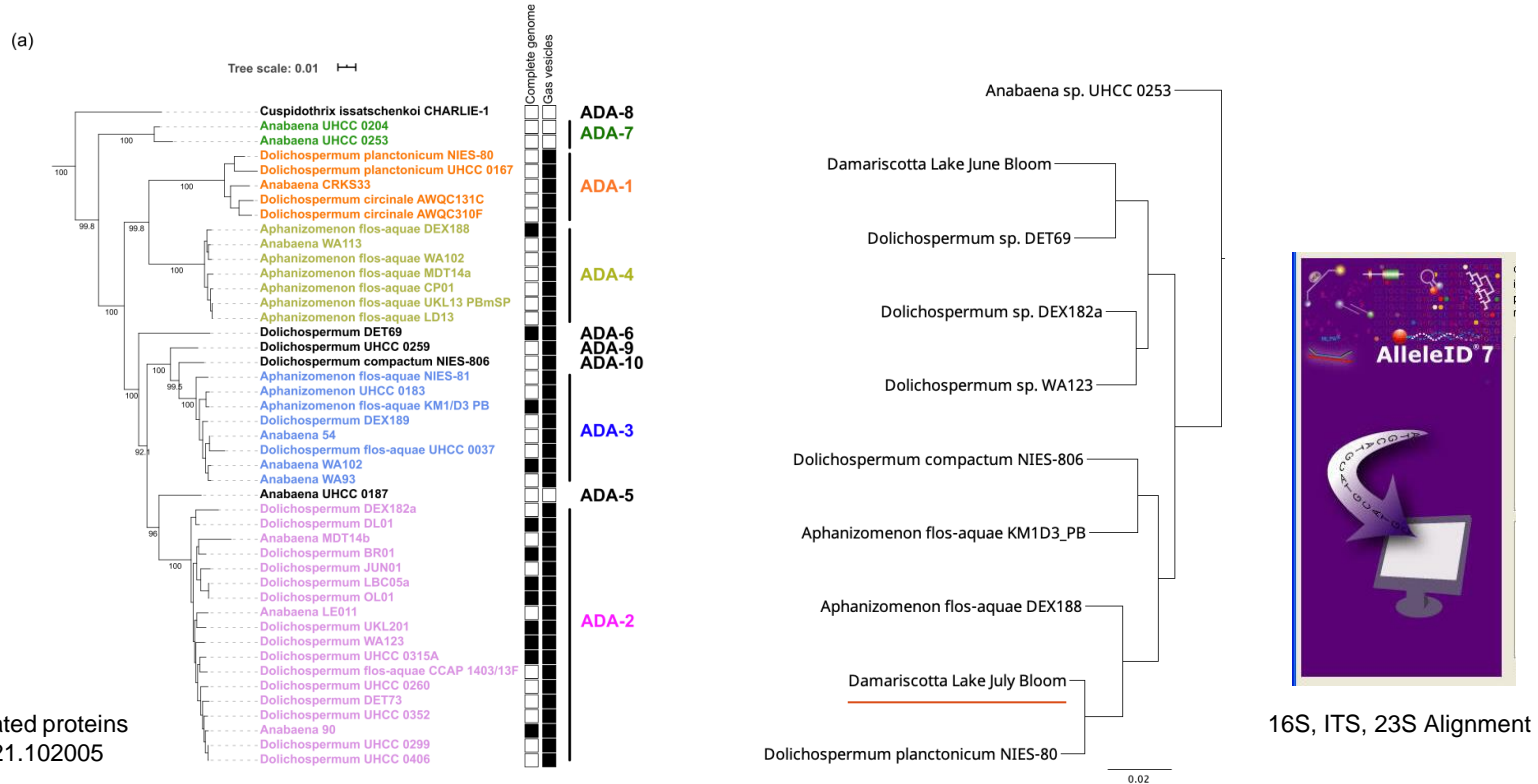 (a)
Tree scale: 0.01
Complete genome
Gas vesicles
Cuspidothrix issatschenkoi CHARLIE-1
ADA-8
Anabaena UHCC 0204
Anabaena UHCC 0253
ADA-7
Dolichospermum planctonicum NIES-80
Dolichospermum planctonicum UHCC 0167
Anabaena CRKS33
Dolichospermum circinale AWQC131C
Dolichospermum circinale AWQC310F
ADA-1
Aphanizomenon flos-aquae DEX188
Anabaena WA113
Aphanizomenon flos-aquae WA102
Aphanizomenon flos-aquae MDT14a
Aphanizomenon flos-aquae CP01
Aphanizomenon flos-aquae UKL13 PBmSP
Aphanizomenon flos-aquae LD13
ADA-4
Dolichospermum DET69
ADA-6
Dolichospermum UHCC 0259
ADA-9
Dolichospermum compactum NIES-806
ADA-10
Aphanizomenon flos-aquae NIES-81
Aphanizomenon UHCC 0183
Aphanizomenon flos-aquae KM1/D3 PB
Dolichospermum DEX189
Anabaena 54
Dolichospermum flos-aquae UHCC 0037
Anabaena WA102
Anabaena WA93
ADA-3
Anabaena UHCC 0187
ADA-5
Dolichospermum DEX182a
Dolichospermum DL01
Anabaena MDT14b
Dolichospermum BR01
Dolichospermum JUN01
Dolichospermum LBC05a
Dolichospermum OL01
Anabaena LE011
Dolichospermum UKL201
Dolichospermum WA123
Dolichospermum UHCC 0315A
Dolichospermum flos-aquae CCAP 1403/13F
Dolichospermum UHCC 0260
Dolichospermum DET73
Dolichospermum UHCC 0352
Anabaena 90
Dolichospermum UHCC 0299
Dolichospermum UHCC 0406
ADA-2
100
100
100
99.8
99.8
100
100
100
99.5
100
100
92.1
96
100
ated proteins
21.102005
Anabaena sp. UHCC 0253
Damariscotta Lake June Bloom
Dolichospermum sp. DET69
Dolichospermum sp. DEX182a
Dolichospermum sp. WA123
Dolichospermum compactum NIES-806
Aphanizomenon flos-aquae KM1D3_PB
Aphanizomenon flos-aquae DEX188
Damariscotta Lake July Bloom
Dolichospermum planctonicum NIES-80
0.02
AlleleID® 7
16S, ITS, 23S Alignment